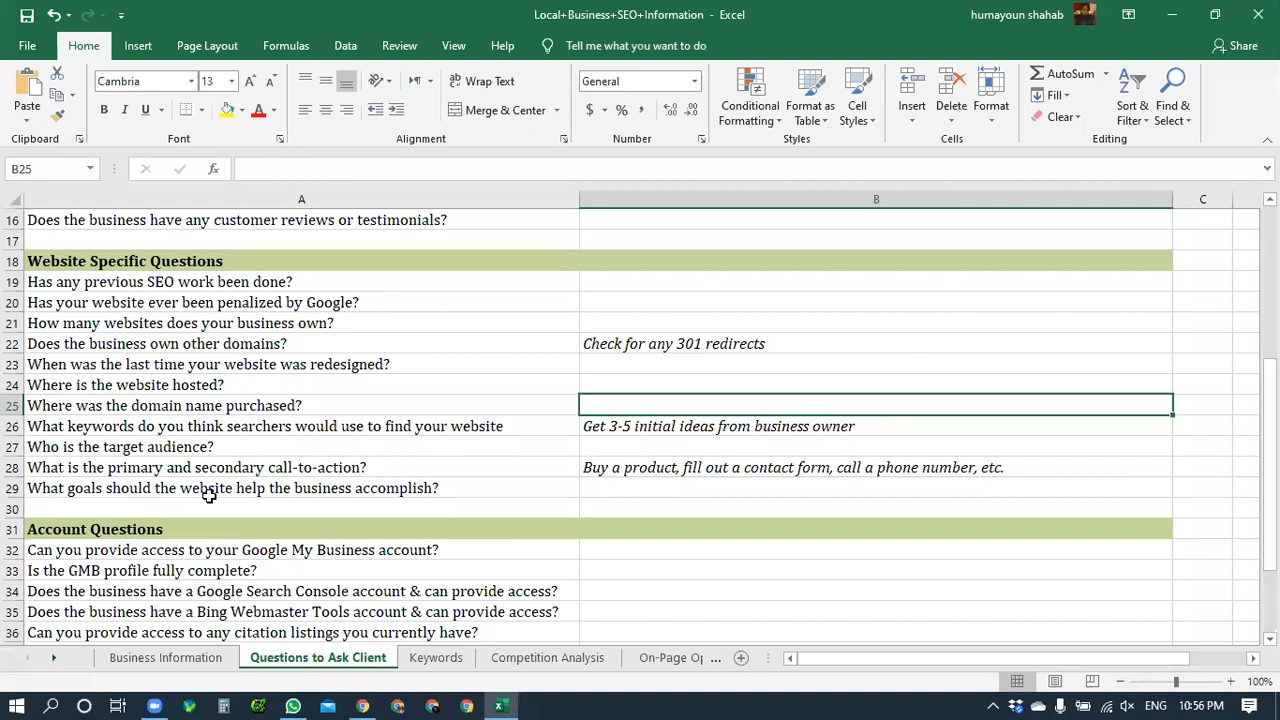 Local+Business+SEO+Information - Excel
humayoun shahab
File Home Insert Page Layout Formulas Data Review View Help Tell me what you want to do Share
Cambria 13 Wrap Text General AutoSum
Paste Merge & Center Conditional Formatting Format as Table Cell Styles Insert Delete Format Fill Clear Sort & Filter Find & Select
Clipboard Font Alignment Number Styles Cells Editing
B25 fx
A B C
16 Does the business have any customer reviews or testimonials?
17
18 Website Specific Questions
19 Has any previous SEO work been done?
20 Has your website ever been penalized by Google?
21 How many websites does your business own?
22 Does the business own other domains? Check for any 301 redirects
23 When was the last time your website was redesigned?
24 Where is the website hosted?
25 Where was the domain name purchased?
26 What keywords do you think searchers would use to find your website Get 3-5 initial ideas from business owner
27 Who is the target audience?
28 What is the primary and secondary call-to-action? Buy a product, fill out a contact form, call a phone number, etc.
29 What goals should the website help the business accomplish?
30
31 Account Questions
32 Can you provide access to your Google My Business account?
33 Is the GMB profile fully complete?
34 Does the business have a Google Search Console account & can provide access?
35 Does the business have a Bing Webmaster Tools account & can provide access?
36 Can you provide access to any citation listings you currently have?
Business Information Questions to Ask Client Keywords Competition Analysis On-Page Op ...
100%
ENG 10:56 PM